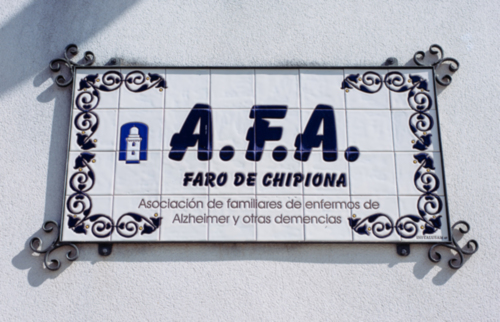 A.F.A.
FARO DE CHIPIONA
Asociación de familiares de enfermos de
Alzheimer y otras demencias